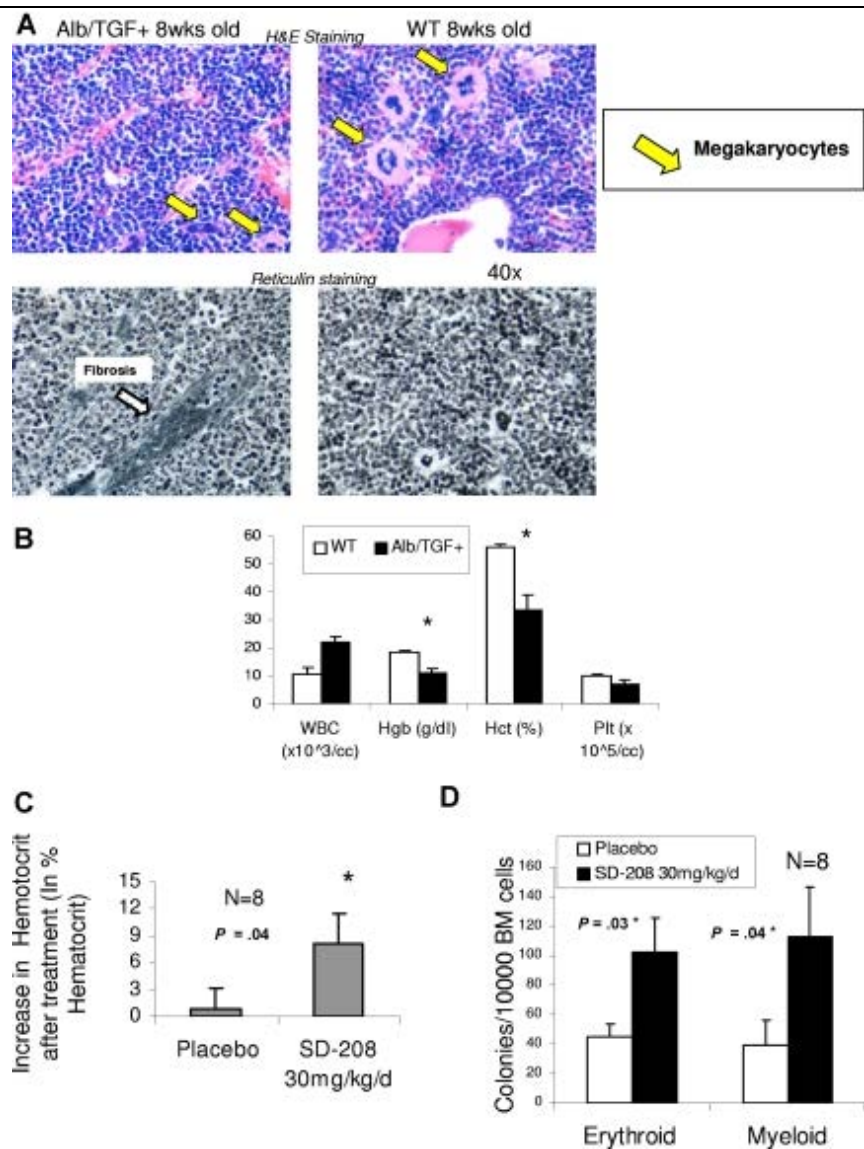 A
Alb/TGF+ 8wks old
H&E Staining
WT 8wks old
Megakaryocytes
Reticulin staining
40x
Fibrosis
B
60
50
40
30
20
10
0
WT
Alb/TGF+
*
*
WBC
(x10^3/cc)
Hgb (g/dl)
Hct (%)
Plt (x
10^5/cc)
C
Increase in Hemotocrit
after treatment (In %
Hematocrit)
15
12
9
6
3
0
N=8
P = .04
*
Placebo
SD-208
30mg/kg/d
D
Placebo
SD-208 30mg/kg/d
N=8
Colonies/10000 BM cells
160
140
120
100
80
60
40
20
0
P = .03 *
P = .04 *
Erythroid
Myeloid